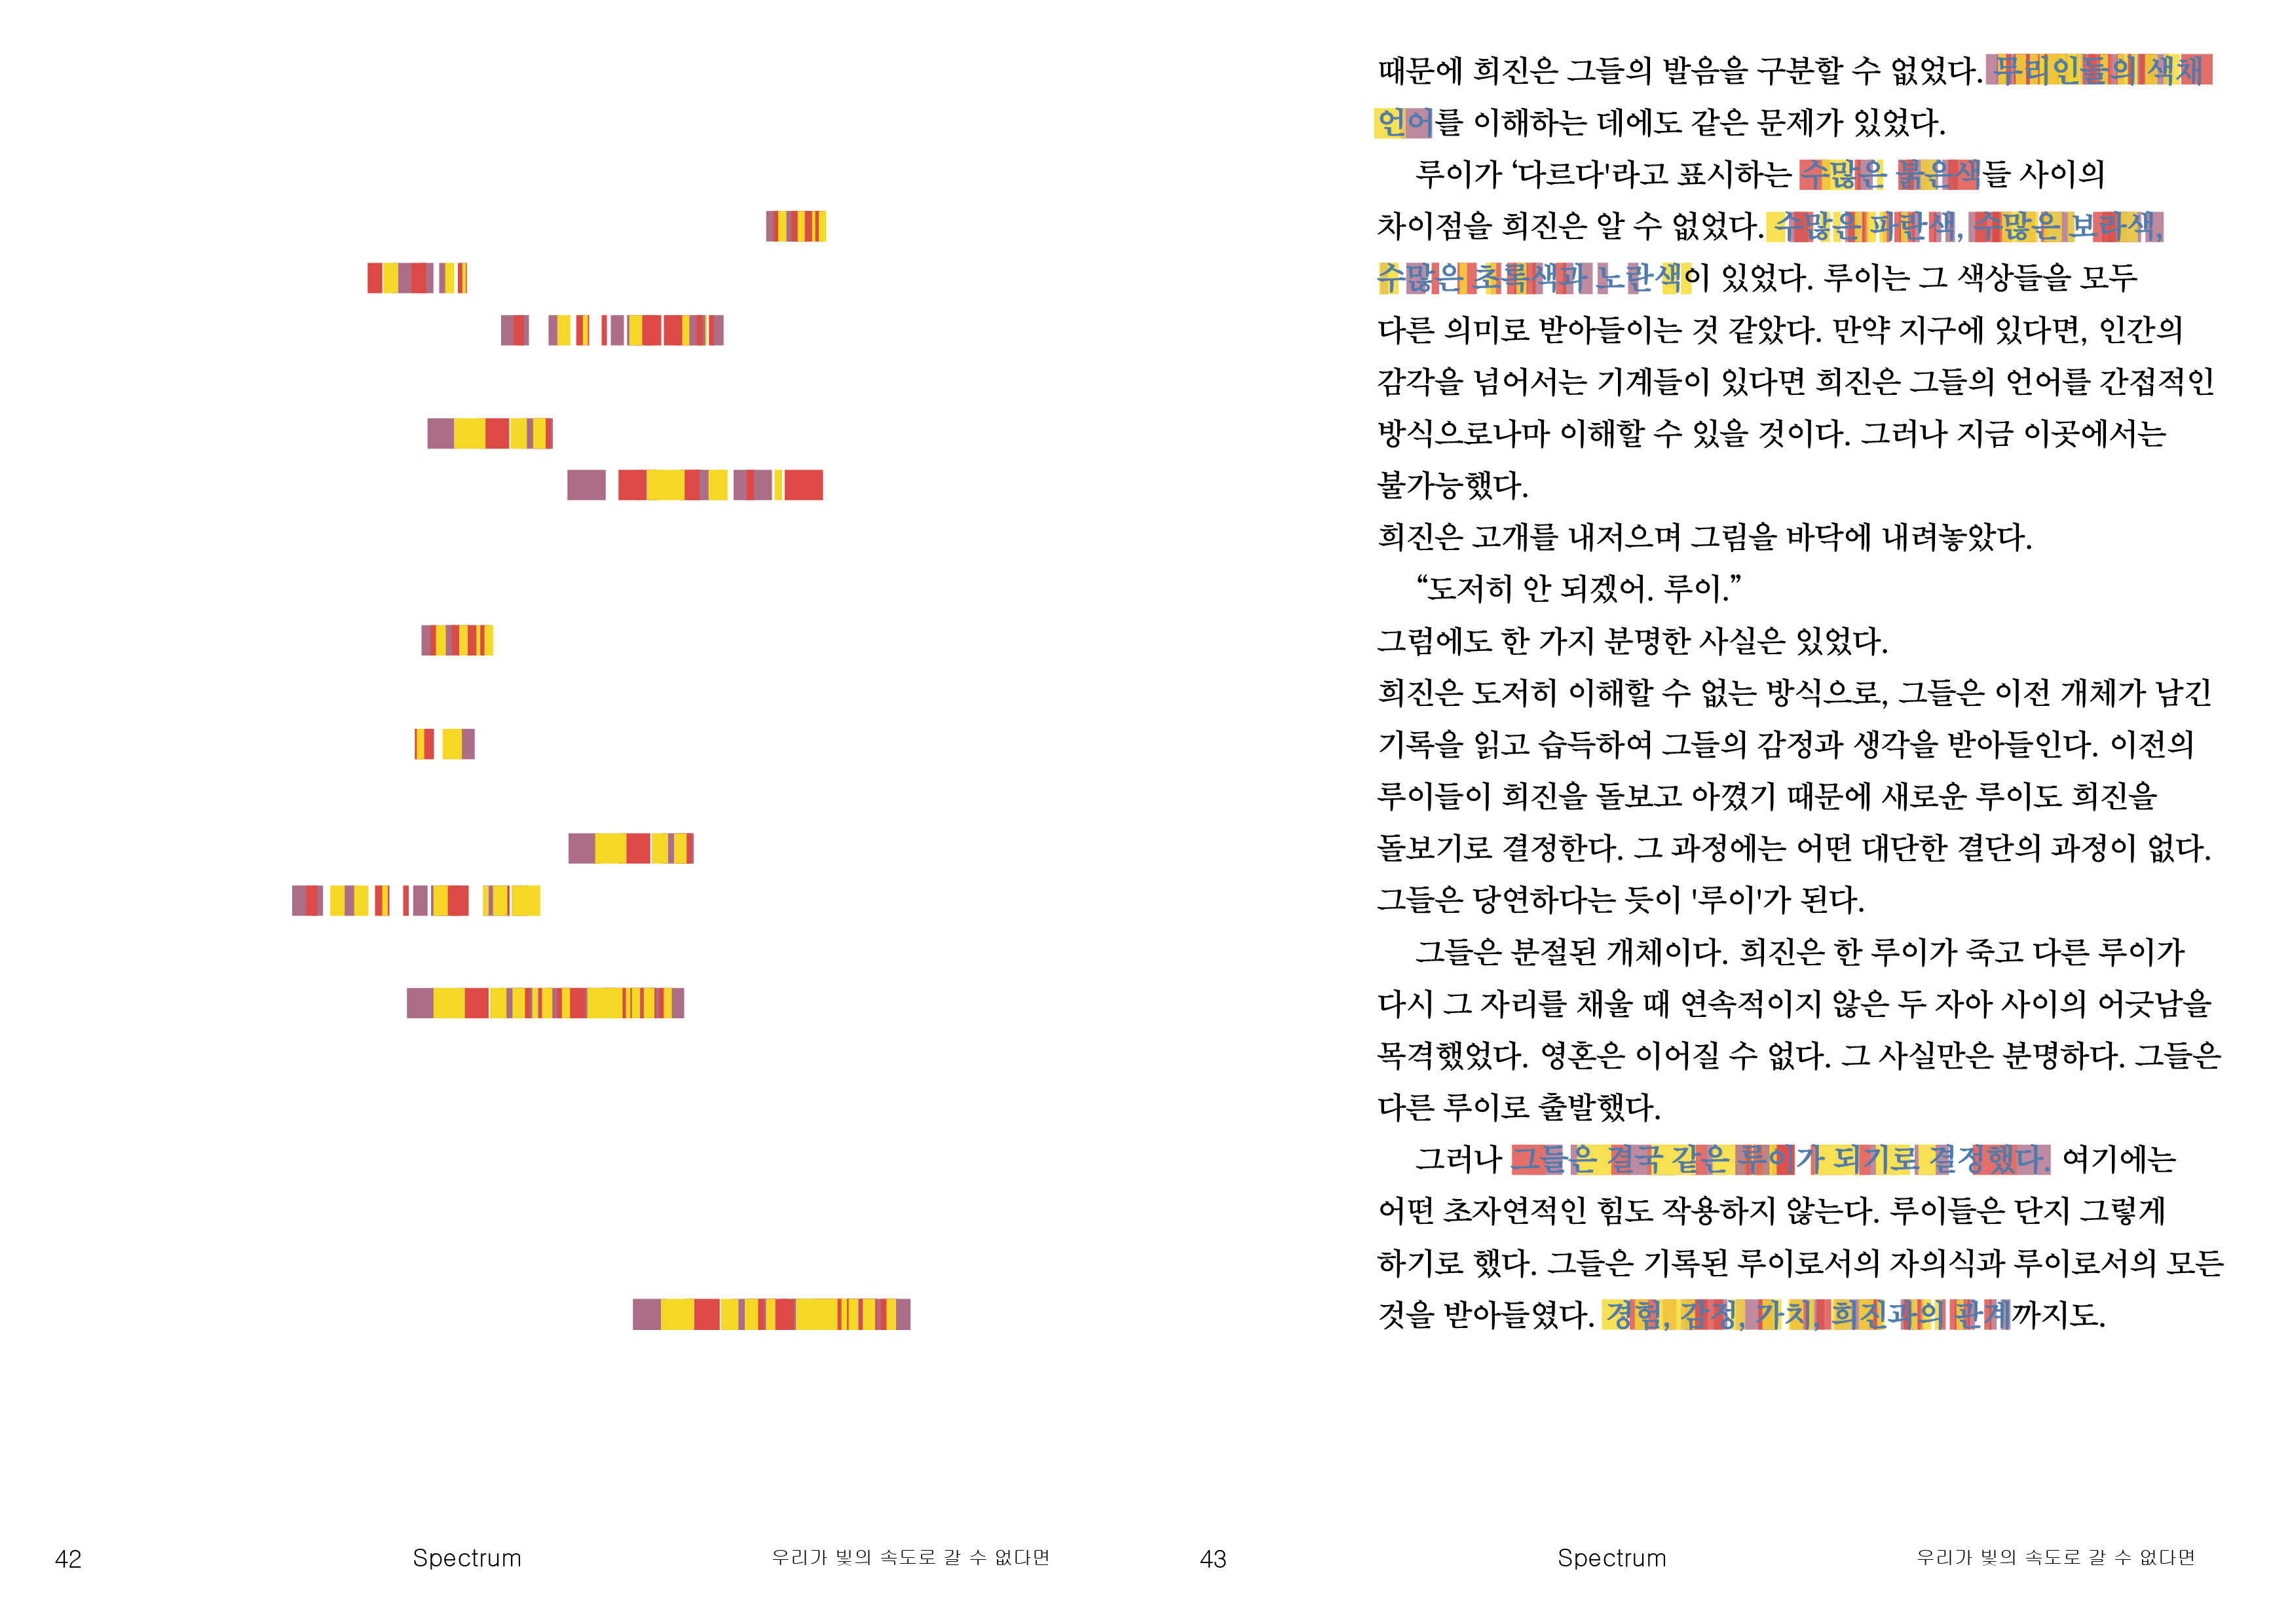 42
Spectrum
우리가 빛의 속도로 갈 수 없다면
때문에 희진은 그들의 발음을 구분할 수 없었다. 무리인들의 색채
언어를 이해하는 데에도 같은 문제가 있었다.
루이가 ‘다르다'라고 표시하는 수많은 붉은색들 사이의
차이점을 희진은 알 수 없었다. 수많은 파란색, 수많은 보라색,
수많은 초록색과 노란색이 있었다. 루이는 그 색상들을 모두
다른 의미로 받아들이는 것 같았다. 만약 지구에 있다면, 인간의
감각을 넘어서는 기계들이 있다면 희진은 그들의 언어를 간접적인
방식으로나마 이해할 수 있을 것이다. 그러나 지금 이곳에서는
불가능했다.
희진은 고개를 내저으며 그림을 바닥에 내려놓았다.
“도저히 안 되겠어. 루이.”
그럼에도 한 가지 분명한 사실은 있었다.
희진은 도저히 이해할 수 없는 방식으로, 그들은 이전 개체가 남긴
기록을 읽고 습득하여 그들의 감정과 생각을 받아들인다. 이전의
루이들이 희진을 돌보고 아꼈기 때문에 새로운 루이도 희진을
돌보기로 결정한다. 그 과정에는 어떤 대단한 결단의 과정이 없다.
그들은 당연하다는 듯이 '루이'가 된다.
그들은 분절된 개체이다. 희진은 한 루이가 죽고 다른 루이가
다시 그 자리를 채울 때 연속적이지 않은 두 자아 사이의 어긋남을
목격했었다. 영혼은 이어질 수 없다. 그 사실만은 분명하다. 그들은
다른 루이로 출발했다.
그러나 그들은 결국 같은 루이가 되기로 결정했다. 여기에는
어떤 초자연적인 힘도 작용하지 않는다. 루이들은 단지 그렇게
하기로 했다. 그들은 기록된 루이로서의 자의식과 루이로서의 모든
것을 받아들였다. 경험, 감정, 가치, 희진과의 관계까지도.
43
Spectrum
우리가 빛의 속도로 갈 수 없다면